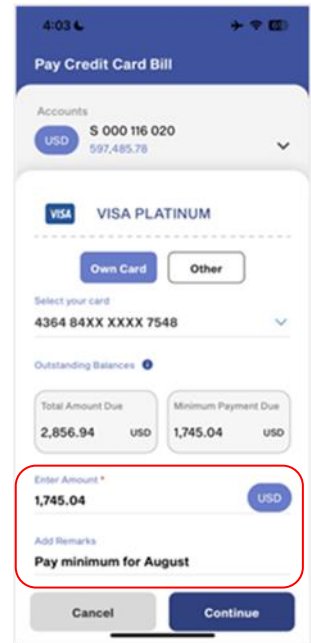 4:03
Pay Credit Card Bill
Accounts
USD
S 000 116 020
597,485.78
VISA
VISA PLATINUM
Own Card Other
Select your card
4364 84XX XXXX 7548
Outstanding Balances
Total Amount Due Minimum Payment Due
2,856.94 USD 1,745.04 USD
Enter Amount *
1,745.04 USD
Add Remarks
Pay minimum for August
Cancel Continue